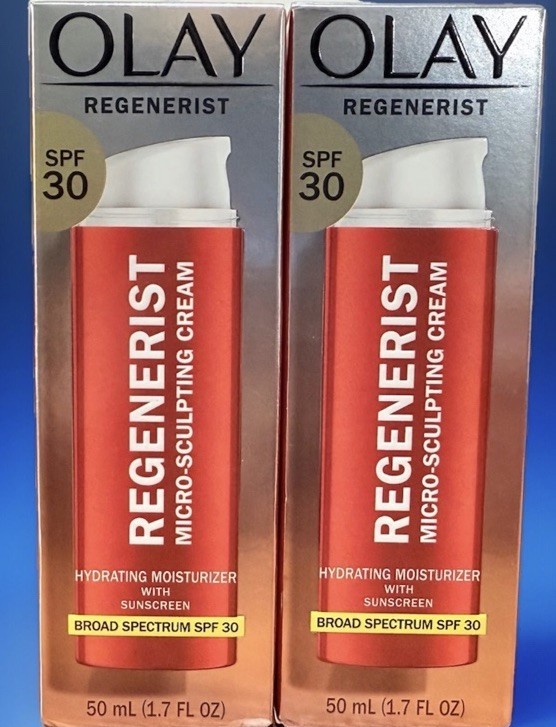 OLAY
REGENERIST
SPF
30
REGENERIST
MICRO-SCULPTING CREAM
HYDRATING MOISTURIZER
WITH
SUNSCREEN
BROAD SPECTRUM SPF 30
50 mL (1.7 FL OZ)
OLAY
REGENERIST
SPF
30
REGENERIST
MICRO-SCULPTING CREAM
HYDRATING MOISTURIZER
WITH
SUNSCREEN
BROAD SPECTRUM SPF 30
50 mL (1.7 FL OZ)